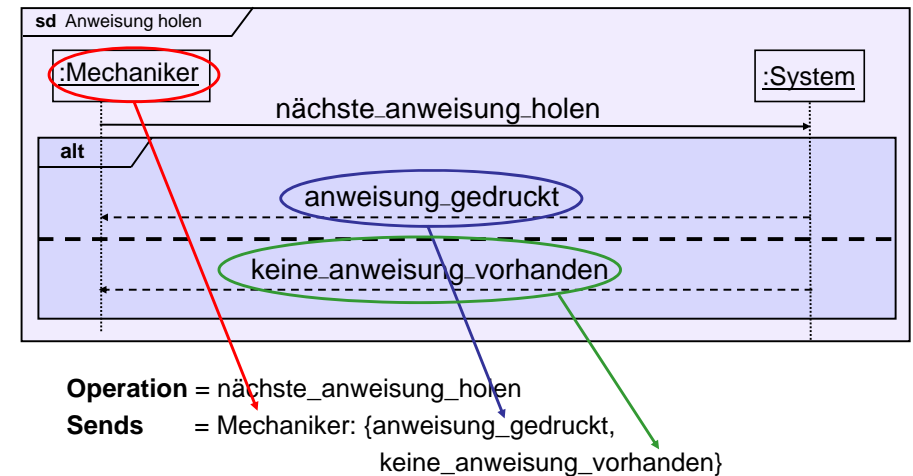 sd Anweisung holen
:Mechaniker
:System
nächste_anweisung_holen
alt
anweisung_gedruckt
keine_anweisung_vorhanden
Operation = nächste_anweisung_holen
Sends = Mechaniker: {anweisung_gedruckt,
keine_anweisung_vorhanden}